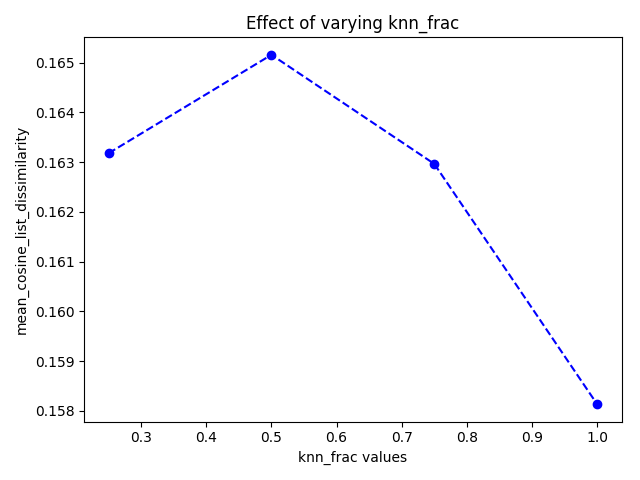 Effect of varying knn_frac
0.165
0.164
0.163
0.162
0.161
0.160
0.159
0.158
mean_cosine_list_dissimilarity
0.3 0.4 0.5 0.6 0.7 0.8 0.9 1.0
knn_frac values